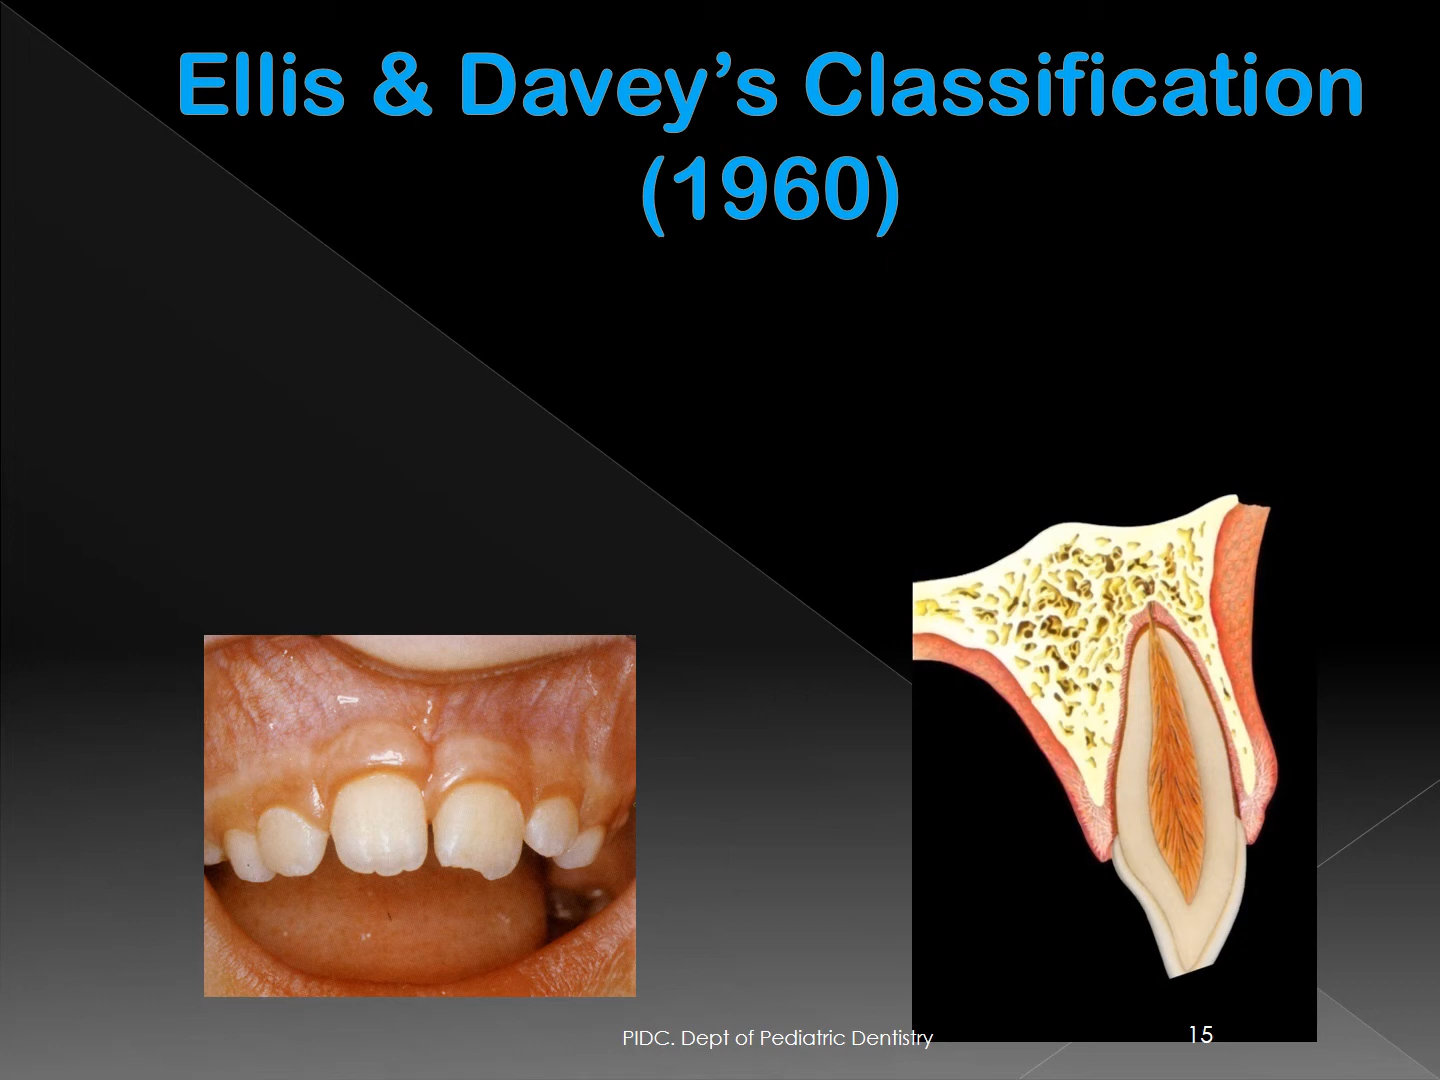 Ellis & Davey’s Classification
(1960)
PIDC. Dept of Pediatric Dentistry
15